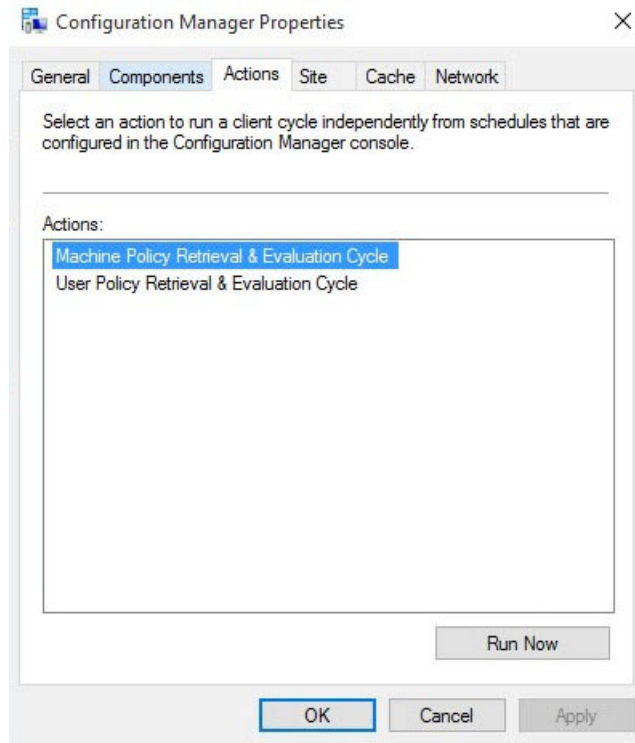 Configuration Manager Properties
General Components Actions Site Cache Network
Select an action to run a client cycle independently from schedules that are
configured in the Configuration Manager console.
Actions:
Machine Policy Retrieval & Evaluation Cycle
User Policy Retrieval & Evaluation Cycle
Run Now
OK Cancel Apply